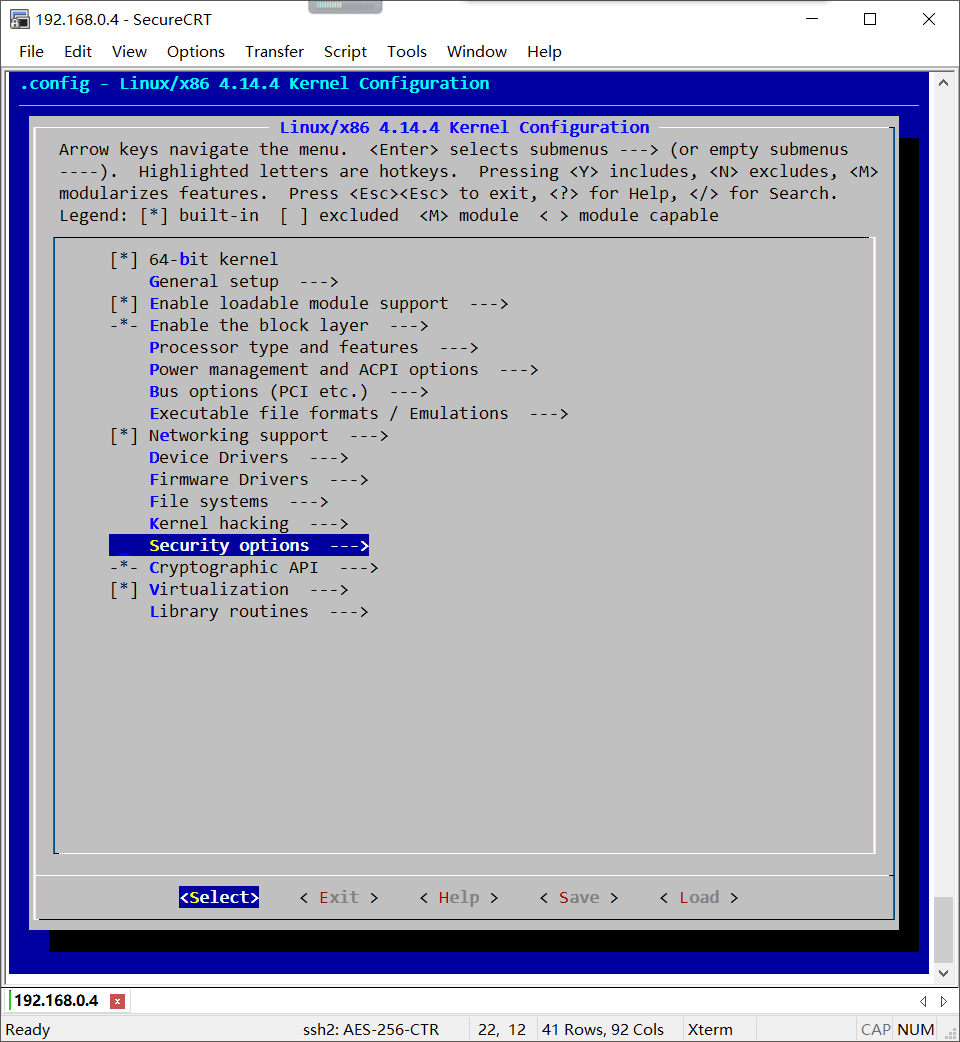 192.168.0.4 - SecureCRT
File Edit View Options Transfer Script Tools Window Help
.config - Linux/x86 4.14.4 Kernel Configuration
Linux/x86 4.14.4 Kernel Configuration
Arrow keys navigate the menu.  <Enter> selects submenus ---> (or empty submenus
----).  Highlighted letters are hotkeys.  Pressing <Y> includes, <N> excludes, <M>
modularizes features.  Press <Esc><Esc> to exit, <?> for Help, </> for Search.
Legend: [*] built-in  [ ] excluded  <M> module  < > module capable
[*] 64-bit kernel
General setup  --->
[*] Enable loadable module support  --->
-*- Enable the block layer  --->
Processor type and features  --->
Power management and ACPI options  --->
Bus options (PCI etc.)  --->
Executable file formats / Emulations  --->
[*] Networking support  --->
Device Drivers  --->
Firmware Drivers  --->
File systems  --->
Kernel hacking  --->
Security options  --->
-*- Cryptographic API  --->
[*] Virtualization  --->
Library routines  --->
<Select>    < Exit >    < Help >    < Save >    < Load >
192.168.0.4 x
Ready ssh2: AES-256-CTR 22, 12 41 Rows, 92 Cols Xterm CAP NUM